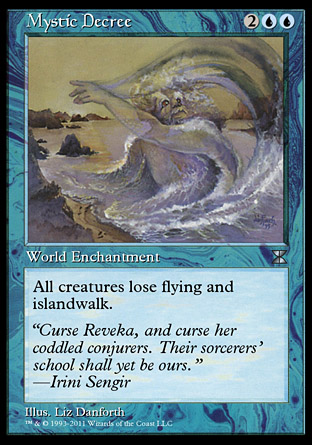 Mystic Decree 2
World Enchantment
All creatures lose flying and
islandwalk.
“Curse Reveka, and curse her
coddled conjurers. Their sorcerers’
school shall yet be ours.”
—Irini Sengir
Illus. Liz Danforth
™ & © 1993-2011 Wizards of the Coast LLC